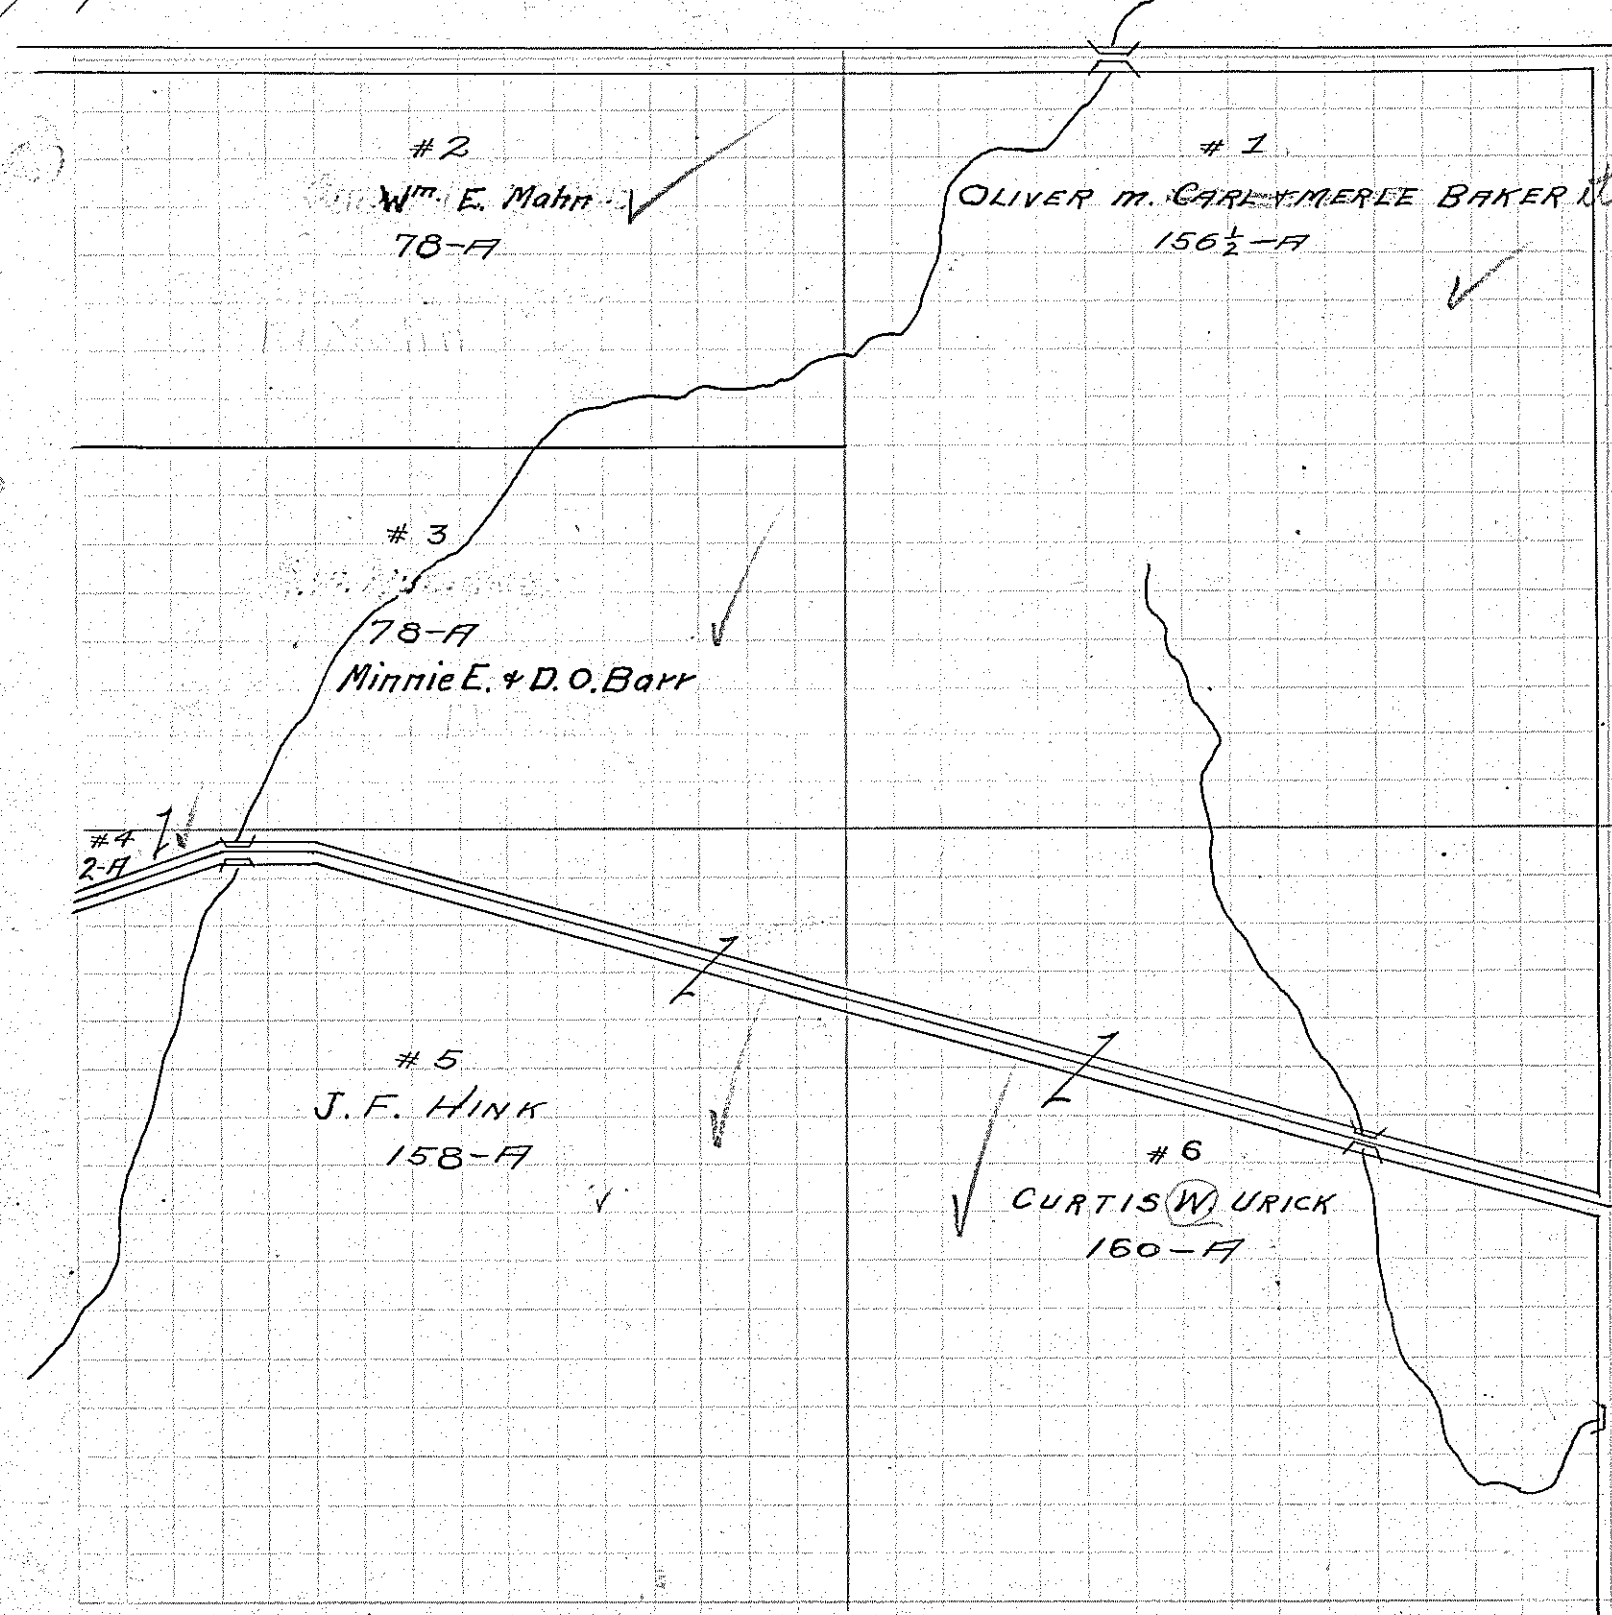 #2
Wm. E. Mahn
78-A
# 1
OLIVER M. CARL & MERLE BAKER
156½-A
# 3
78-A
Minnie E. & D.O. Barr
#4
2-A
# 5
J. F. HINK
158-A
# 6
CURTIS W URICK
160-A